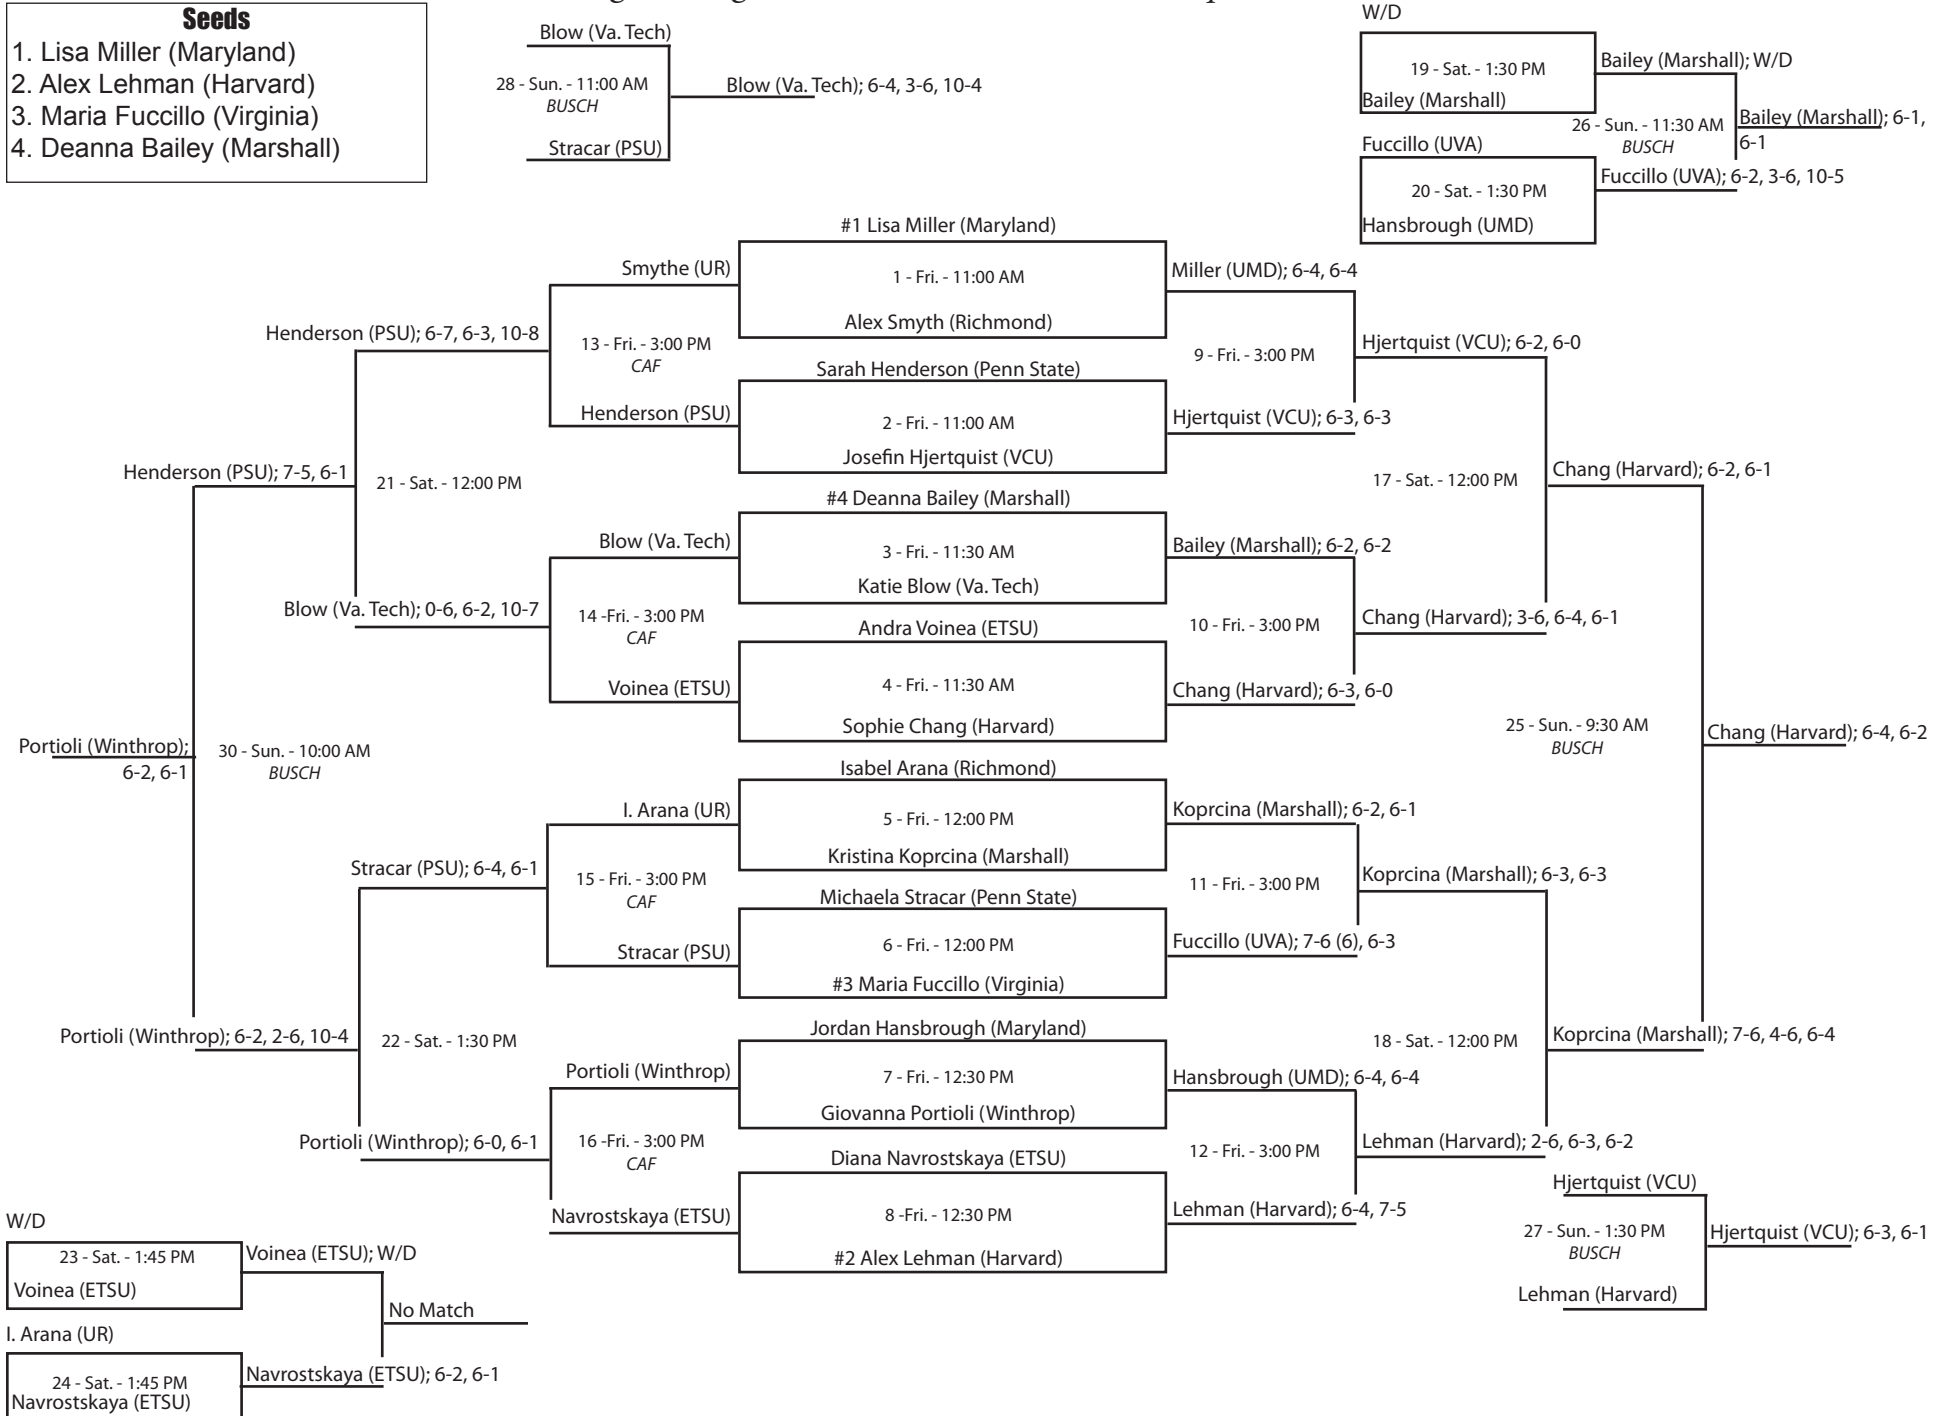 Seeds
1. Lisa Miller (Maryland)
2. Alex Lehman (Harvard)
3. Maria Fuccillo (Virginia)
4. Deanna Bailey (Marshall)
Blow (Va. Tech)
28 - Sun. - 11:00 AM
BUSCH
Stracar (PSU)
Blow (Va. Tech); 6-4, 3-6, 10-4
W/D
19 - Sat. - 1:30 PM
Bailey (Marshall)
Bailey (Marshall); W/D
Fuccillo (UVA)
20 - Sat. - 1:30 PM
Hansbrough (UMD)
Fuccillo (UVA); 6-2, 3-6, 10-5
26 - Sun. - 11:30 AM
BUSCH
Bailey (Marshall); 6-1,
6-1
#1 Lisa Miller (Maryland)
1 - Fri. - 11:00 AM
Alex Smyth (Richmond)
Sarah Henderson (Penn State)
2 - Fri. - 11:00 AM
Josefin Hjertquist (VCU)
#4 Deanna Bailey (Marshall)
3 - Fri. - 11:30 AM
Katie Blow (Va. Tech)
Andra Voinea (ETSU)
4 - Fri. - 11:30 AM
Sophie Chang (Harvard)
Isabel Arana (Richmond)
5 - Fri. - 12:00 PM
Kristina Koprcina (Marshall)
Michaela Stracar (Penn State)
6 - Fri. - 12:00 PM
#3 Maria Fuccillo (Virginia)
Jordan Hansbrough (Maryland)
7 - Fri. - 12:30 PM
Giovanna Portioli (Winthrop)
Diana Navrostskaya (ETSU)
8 -Fri. - 12:30 PM
#2 Alex Lehman (Harvard)
Miller (UMD); 6-4, 6-4
9 - Fri. - 3:00 PM
Hjertquist (VCU); 6-3, 6-3
Bailey (Marshall); 6-2, 6-2
10 - Fri. - 3:00 PM
Chang (Harvard); 6-3, 6-0
Koprcina (Marshall); 6-2, 6-1
11 - Fri. - 3:00 PM
Fuccillo (UVA); 7-6 (6), 6-3
Hansbrough (UMD); 6-4, 6-4
12 - Fri. - 3:00 PM
Lehman (Harvard); 6-4, 7-5
Hjertquist (VCU); 6-2, 6-0
17 - Sat. - 12:00 PM
Chang (Harvard); 3-6, 6-4, 6-1
Koprcina (Marshall); 6-3, 6-3
18 - Sat. - 12:00 PM
Lehman (Harvard); 2-6, 6-3, 6-2
Chang (Harvard); 6-2, 6-1
25 - Sun. - 9:30 AM
BUSCH
Koprcina (Marshall); 7-6, 4-6, 6-4
Chang (Harvard); 6-4, 6-2
Hjertquist (VCU)
27 - Sun. - 1:30 PM
BUSCH
Lehman (Harvard)
Hjertquist (VCU); 6-3, 6-1
Smythe (UR)
13 - Fri. - 3:00 PM
CAF
Henderson (PSU)
Blow (Va. Tech)
14 -Fri. - 3:00 PM
CAF
Voinea (ETSU)
I. Arana (UR)
15 - Fri. - 3:00 PM
CAF
Stracar (PSU)
Portioli (Winthrop)
16 -Fri. - 3:00 PM
CAF
Navrostskaya (ETSU)
Henderson (PSU); 6-7, 6-3, 10-8
21 - Sat. - 12:00 PM
Blow (Va. Tech); 0-6, 6-2, 10-7
Stracar (PSU); 6-4, 6-1
22 - Sat. - 1:30 PM
Portioli (Winthrop); 6-0, 6-1
Henderson (PSU); 7-5, 6-1
30 - Sun. - 10:00 AM
BUSCH
Portioli (Winthrop); 6-2, 2-6, 10-4
Portioli (Winthrop);
6-2, 6-1
W/D
23 - Sat. - 1:45 PM
Voinea (ETSU)
Voinea (ETSU); W/D
I. Arana (UR)
24 - Sat. - 1:45 PM
Navrostskaya (ETSU)
Navrostskaya (ETSU); 6-2, 6-1
No Match